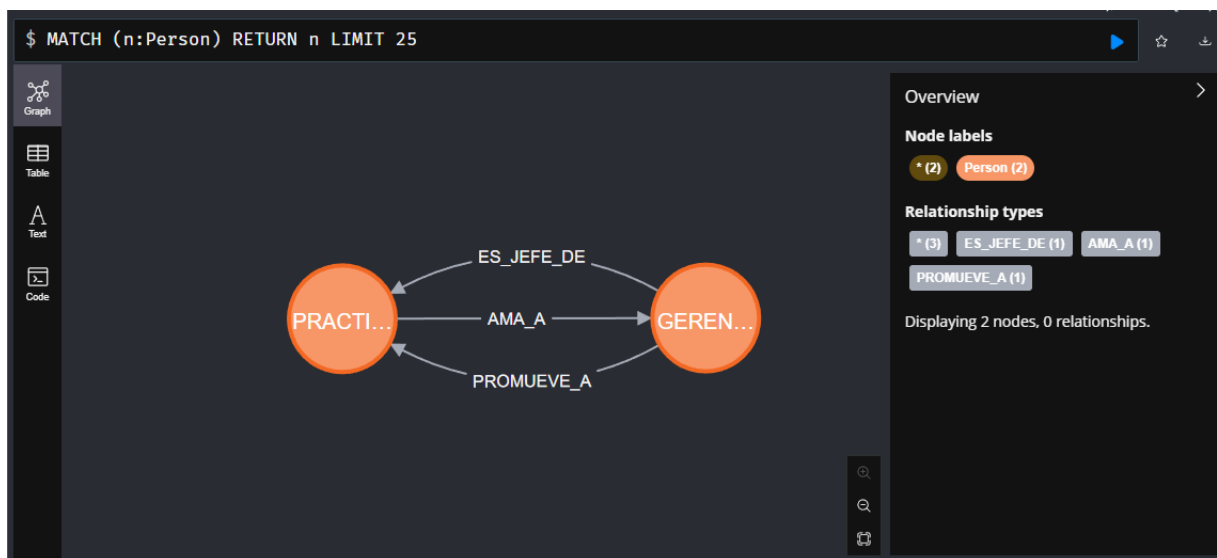 $ MATCH (n:Person) RETURN n LIMIT 25
Graph
Table
A
Text
Code
ES_JEFE_DE
PRACTI...
AMA_A
GEREN...
PROMUEVE_A
Overview
Node labels
* (2) Person (2)
Relationship types
* (3) ES_JEFE_DE (1) AMA_A (1)
PROMUEVE_A (1)
Displaying 2 nodes, 0 relationships.